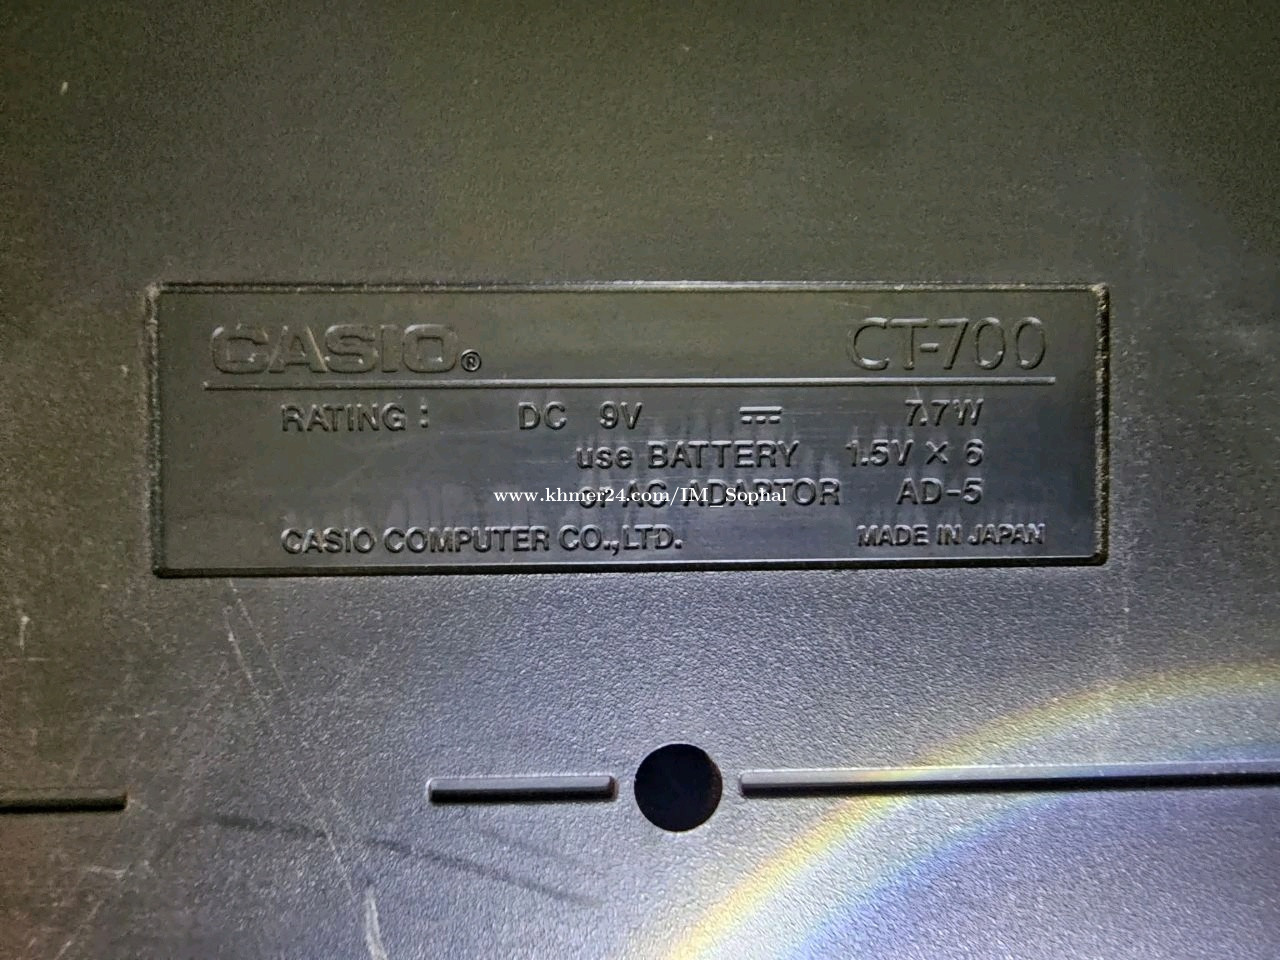 CASIO® CT-700
RATING : DC 9V ⎓ 7.7W
use BATTERY 1.5V × 6
or AC ADAPTOR AD-5
www.khmer24.com/IM_Sophal
CASIO COMPUTER CO.,LTD. MADE IN JAPAN